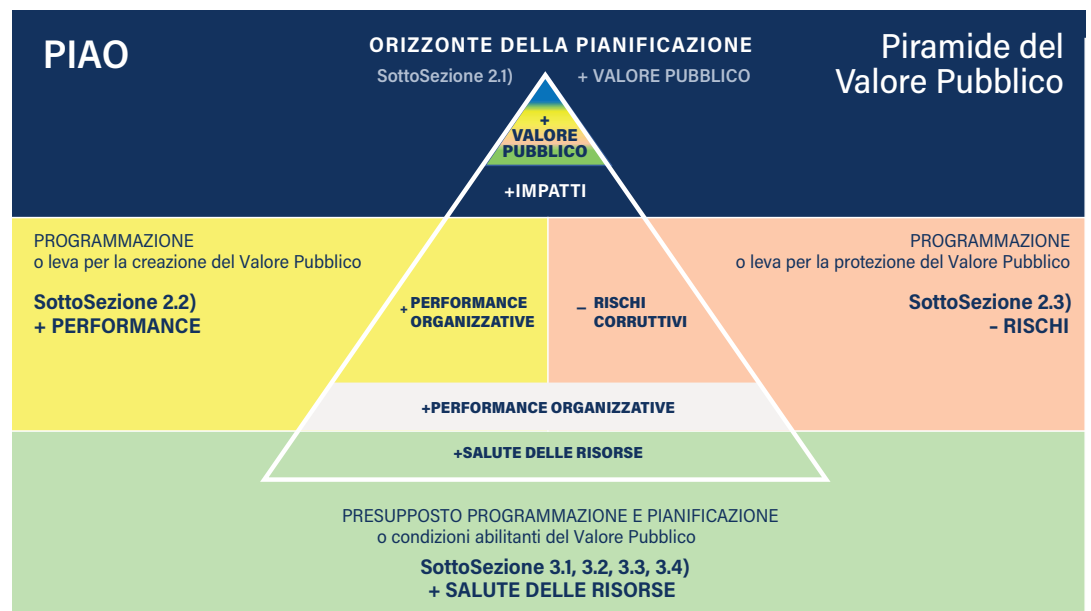 PIAO
ORIZZONTE DELLA PIANIFICAZIONE
SottoSezione 2.1) + VALORE PUBBLICO
Piramide del
Valore Pubblico
+
VALORE
PUBBLICO
+IMPATTI
PROGRAMMAZIONE
o leva per la creazione del Valore Pubblico
SottoSezione 2.2)
+ PERFORMANCE
+ PERFORMANCE
ORGANIZZATIVE
– RISCHI
CORRUTTIVI
PROGRAMMAZIONE
o leva per la protezione del Valore Pubblico
SottoSezione 2.3)
– RISCHI
+PERFORMANCE ORGANIZZATIVE
+SALUTE DELLE RISORSE
PRESUPPOSTO PROGRAMMAZIONE E PIANIFICAZIONE
o condizioni abilitanti del Valore Pubblico
SottoSezione 3.1, 3.2, 3.3, 3.4)
+ SALUTE DELLE RISORSE